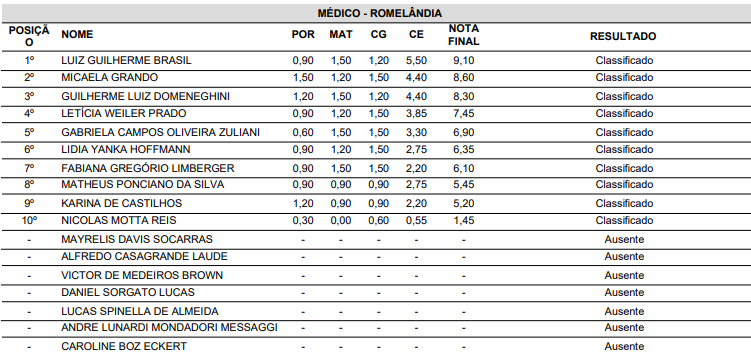 MÉDICO - ROMELÂNDIA
POSIÇÃO NOME POR MAT CG CE NOTA FINAL RESULTADO
1º LUIZ GUILHERME BRASIL 0,90 1,50 1,20 5,50 9,10 Classificado
2º MICAELA GRANDO 1,50 1,20 1,50 4,40 8,60 Classificado
3º GUILHERME LUIZ DOMENEGHINI 1,20 1,50 1,20 4,40 8,30 Classificado
4º LETÍCIA WEILER PRADO 0,90 1,20 1,50 3,85 7,45 Classificado
5º GABRIELA CAMPOS OLIVEIRA ZULIANI 0,60 1,50 1,50 3,30 6,90 Classificado
6º LIDIA YANKA HOFFMANN 0,90 1,20 1,50 2,75 6,35 Classificado
7º FABIANA GREGÓRIO LIMBERGER 0,90 1,50 1,50 2,20 6,10 Classificado
8º MATHEUS PONCIANO DA SILVA 0,90 0,90 0,90 2,75 5,45 Classificado
9º KARINA DE CASTILHOS 1,20 0,90 0,90 2,20 5,20 Classificado
10º NICOLAS MOTTA REIS 0,30 0,00 0,60 0,55 1,45 Classificado
- MAYRELIS DAVIS SOCARRAS - - - - - Ausente
- ALFREDO CASAGRANDE LAUDE - - - - - Ausente
- VICTOR DE MEDEIROS BROWN - - - - - Ausente
- DANIEL SORGATO LUCAS - - - - - Ausente
- LUCAS SPINELLA DE ALMEIDA - - - - - Ausente
- ANDRE LUNARDI MONDADORI MESSAGGI - - - - - Ausente
- CAROLINE BOZ ECKERT - - - - - Ausente